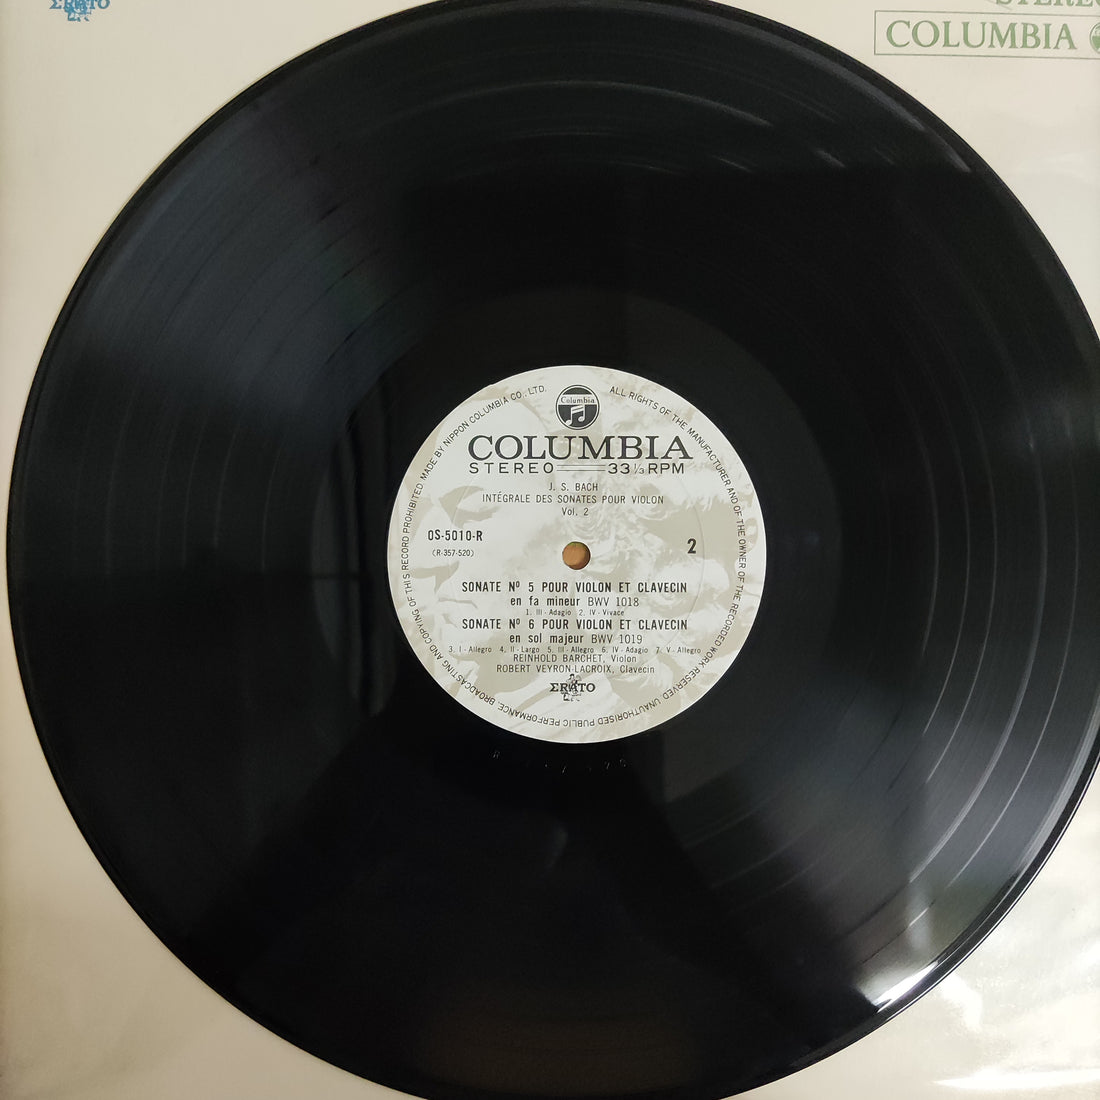 ΣRATO
STEREO
COLUMBIA
MADE BY NIPPON COLUMBIA CO., LTD. ALL RIGHTS OF THE MANUFACTURER AND OF THE OWNER OF THE RECORDED WORK RESERVED. UNAUTHORISED PUBLIC PERFORMANCE, BROADCASTING AND COPYING OF THIS RECORD PROHIBITED.
Columbia
COLUMBIA
STEREO 33⅓ RPM
J. S. BACH
INTÉGRALE DES SONATES POUR VIOLON
Vol. 2
OS-5010-R 2
(R-357-520)
SONATE Nº 5 POUR VIOLON ET CLAVECIN
en fa mineur BWV 1018
1. III - Adagio 2. IV - Vivace
SONATE Nº 6 POUR VIOLON ET CLAVECIN
en sol majeur BWV 1019
3. I - Allegro 4. II - Largo 5. III - Allegro 6. IV - Adagio 7. V - Allegro
REINHOLD BARCHET, Violon
ROBERT VEYRON-LACROIX, Clavecin
ΣRATO